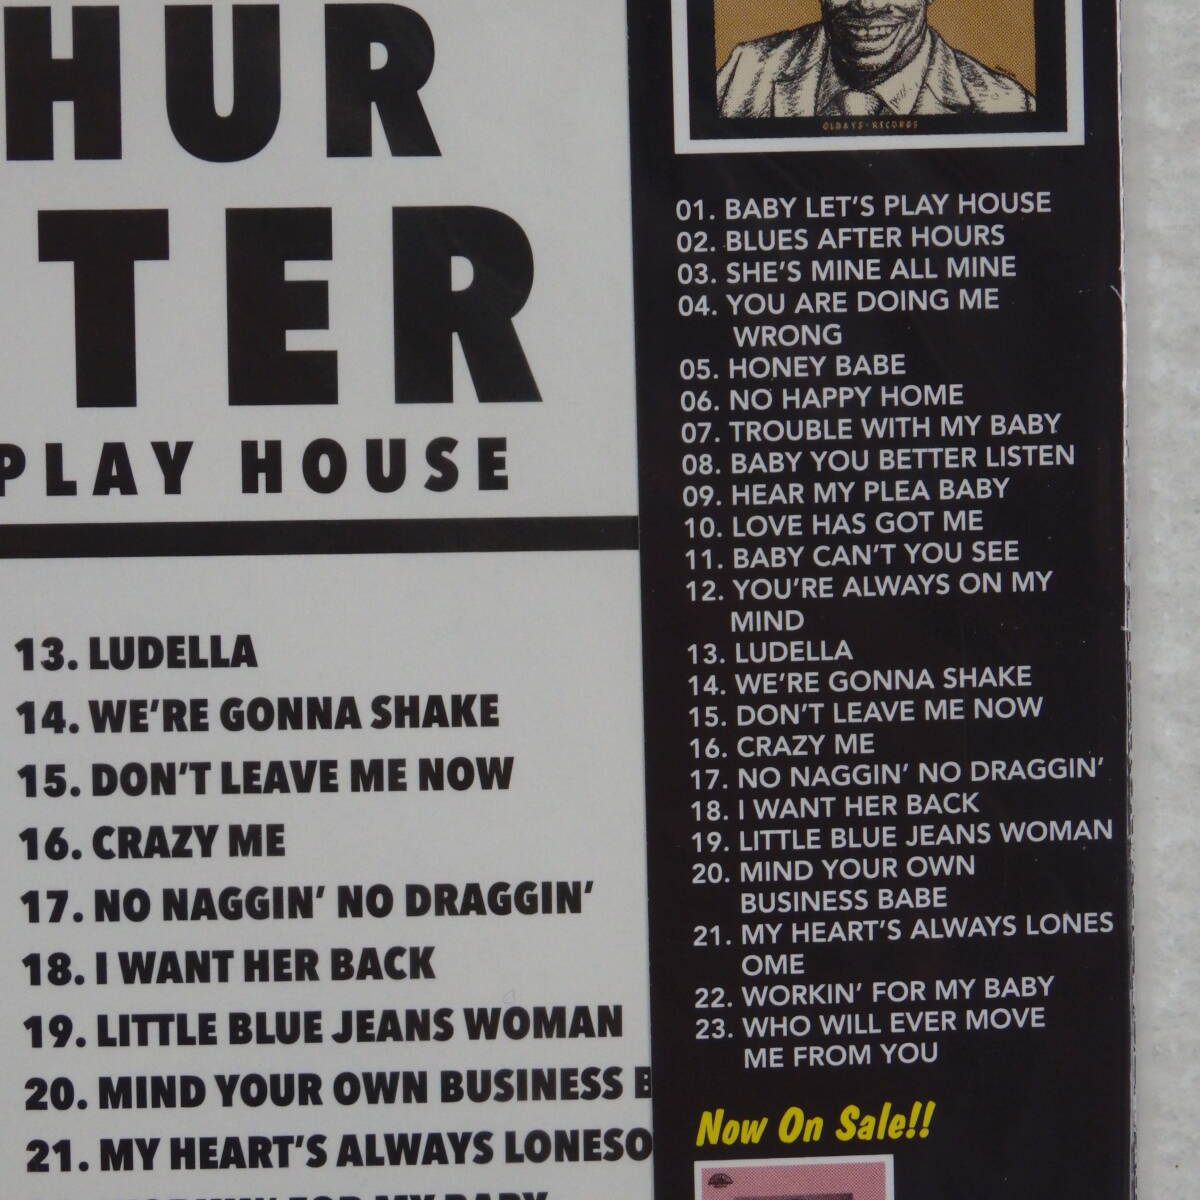 HUR
TER
PLAY HOUSE
13. LUDELLA
14. WE'RE GONNA SHAKE
15. DON'T LEAVE ME NOW
16. CRAZY ME
17. NO NAGGIN' NO DRAGGIN'
18. I WANT HER BACK
19. LITTLE BLUE JEANS WOMAN
20. MIND YOUR OWN BUSINESS B
21. MY HEART'S ALWAYS LONESO
FOR MY BABY
OLDAYS·RECORDS
01. BABY LET'S PLAY HOUSE
02. BLUES AFTER HOURS
03. SHE'S MINE ALL MINE
04. YOU ARE DOING ME
WRONG
05. HONEY BABE
06. NO HAPPY HOME
07. TROUBLE WITH MY BABY
08. BABY YOU BETTER LISTEN
09. HEAR MY PLEA BABY
10. LOVE HAS GOT ME
11. BABY CAN'T YOU SEE
12. YOU'RE ALWAYS ON MY
MIND
13. LUDELLA
14. WE'RE GONNA SHAKE
15. DON'T LEAVE ME NOW
16. CRAZY ME
17. NO NAGGIN' NO DRAGGIN'
18. I WANT HER BACK
19. LITTLE BLUE JEANS WOMAN
20. MIND YOUR OWN
BUSINESS BABE
21. MY HEART'S ALWAYS LONES
OME
22. WORKIN' FOR MY BABY
23. WHO WILL EVER MOVE
ME FROM YOU
Now On Sale!!